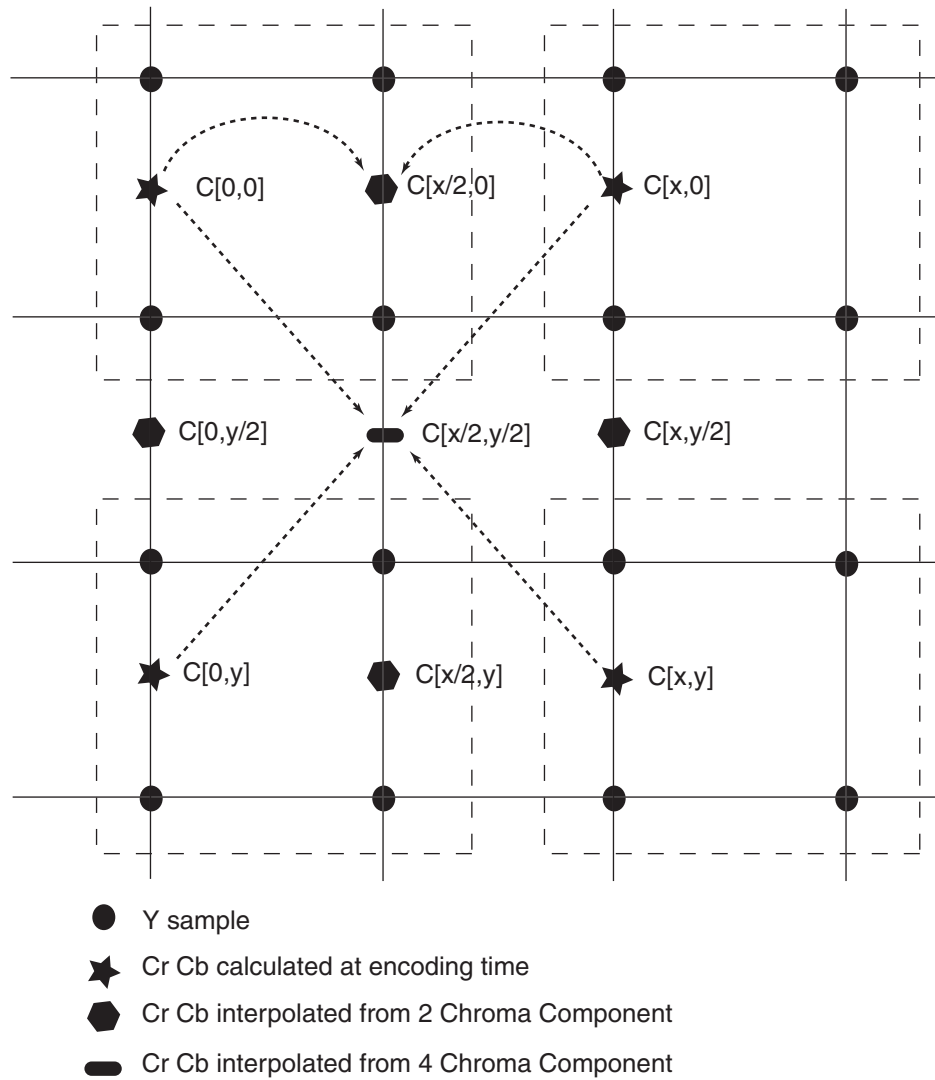 C[0,0]
C[x/2,0]
C[x,0]
C[0,y/2]
C[x/2,y/2]
C[x,y/2]
C[0,y]
C[x/2,y]
C[x,y]
Y sample
Cr Cb calculated at encoding time
Cr Cb interpolated from 2 Chroma Component
Cr Cb interpolated from 4 Chroma Component